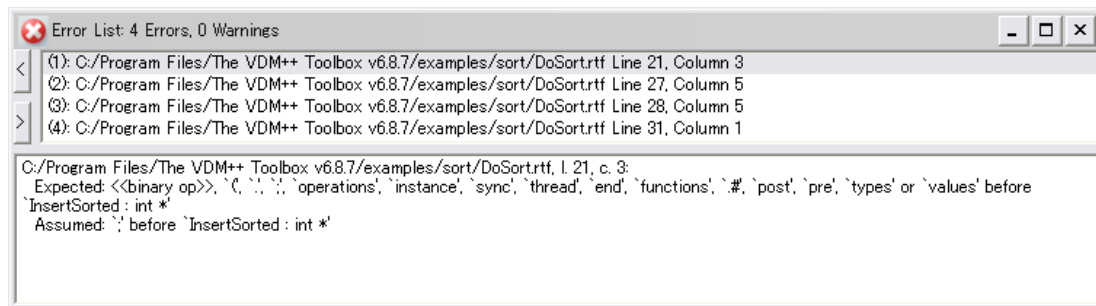 Error List: 4 Errors, 0 Warnings
(1): C:/Program Files/The VDM++ Toolbox v6.8.7/examples/sort/DoSort.rtf Line 21, Column 3
(2): C:/Program Files/The VDM++ Toolbox v6.8.7/examples/sort/DoSort.rtf Line 27, Column 5
(3): C:/Program Files/The VDM++ Toolbox v6.8.7/examples/sort/DoSort.rtf Line 28, Column 5
(4): C:/Program Files/The VDM++ Toolbox v6.8.7/examples/sort/DoSort.rtf Line 31, Column 1
C:/Program Files/The VDM++ Toolbox v6.8.7/examples/sort/DoSort.rtf, l. 21, c. 3:
Expected: <<binary op>>, `(', `.', `;', `operations', `instance', `sync', `thread', `end', `functions', `.#', `post', `pre', `types' or `values' before
`InsertSorted : int *'
Assumed: `;' before `InsertSorted : int *'